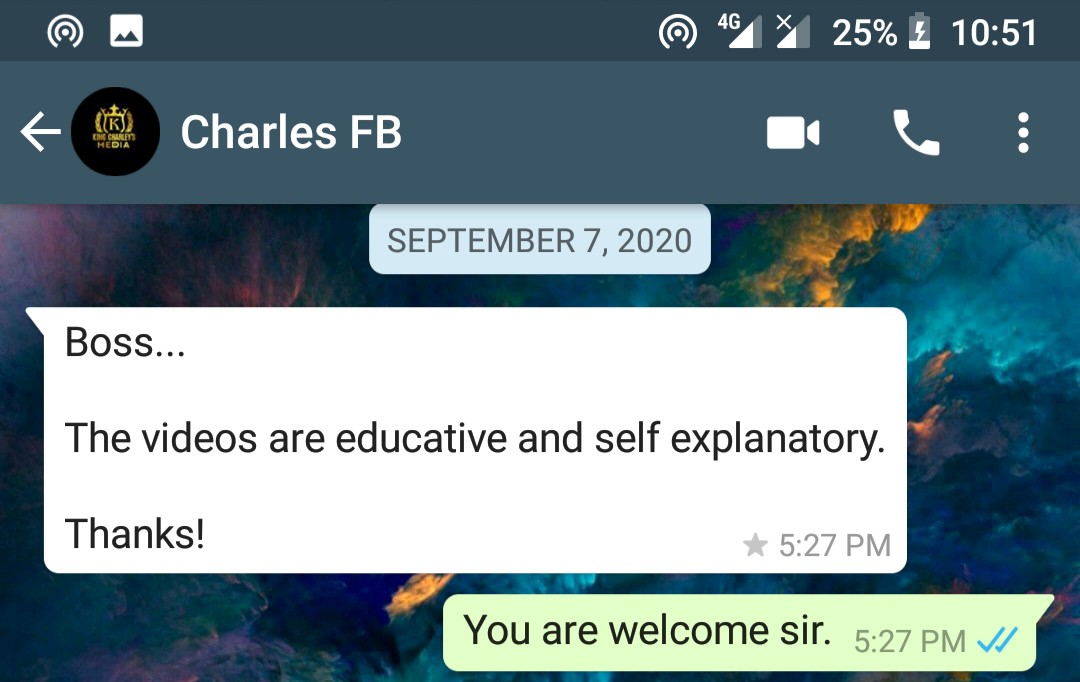 4G 25% 10:51
K
KING CHARLEY'S
MEDIA
Charles FB
SEPTEMBER 7, 2020
Boss...
The videos are educative and self explanatory.
Thanks!
5:27 PM
You are welcome sir. 5:27 PM